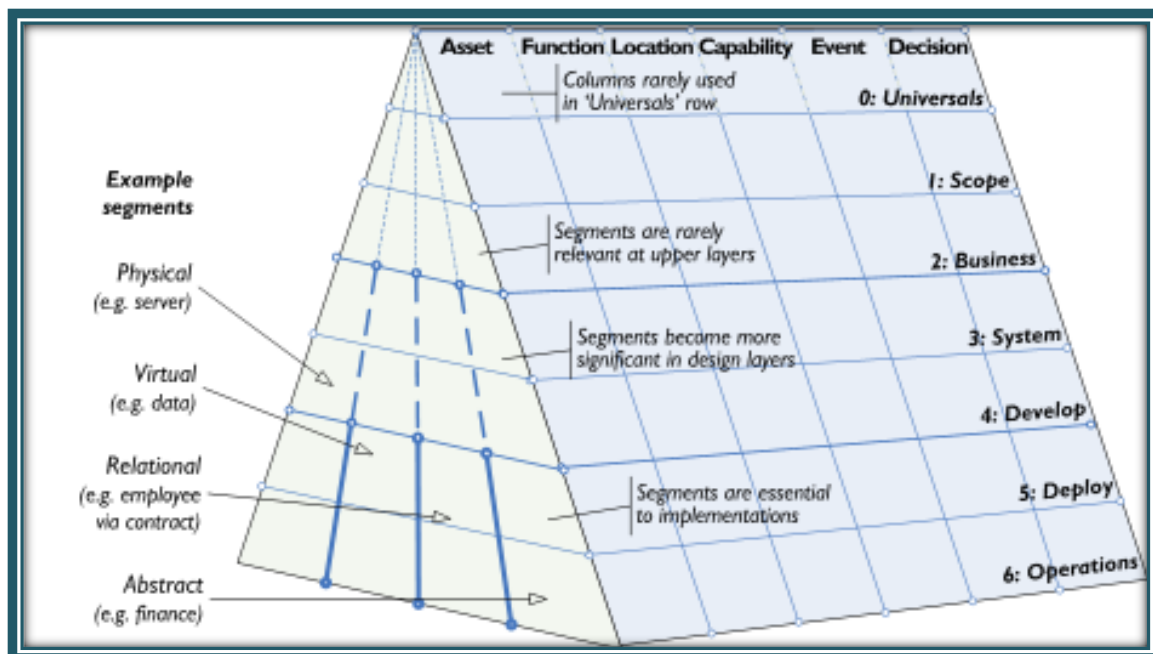 Asset Function Location Capability Event Decision
Columns rarely used
in 'Universals' row
0: Universals
Example
segments
1: Scope
Segments are rarely
relevant at upper layers
2: Business
Physical
(e.g. server)
Segments become more
significant in design layers
3: System
Virtual
(e.g. data)
4: Develop
Relational
(e.g. employee
via contract)
Segments are essential
to implementations
5: Deploy
6: Operations
Abstract
(e.g. finance)